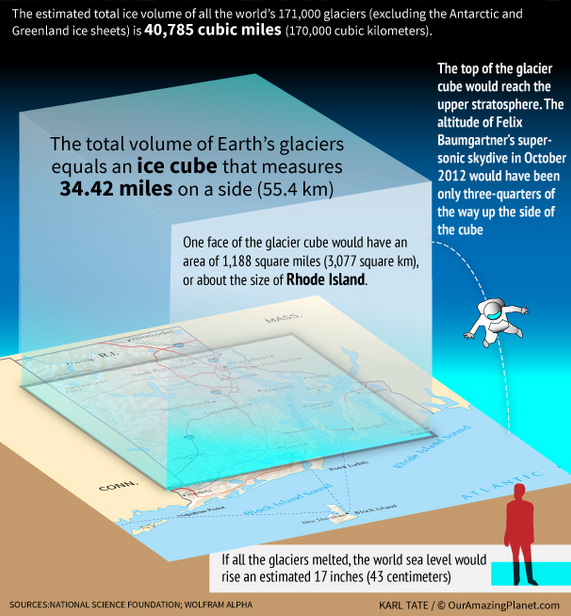 The estimated total ice volume of all the world's 171,000 glaciers (excluding the Antarctic and
Greenland ice sheets) is 40,785 cubic miles (170,000 cubic kilometers).
The top of the glacier
cube would reach the
upper stratosphere. The
altitude of Felix
Baumgartner's super-
sonic skydive in October
2012 would have been
only three-quarters of
the way up the side of
the cube
The total volume of Earth's glaciers
equals an ice cube that measures
34.42 miles on a side (55.4 km)
One face of the glacier cube would have an
area of 1,188 square miles (3,077 square km),
or about the size of Rhode Island.
MASS.
R.I.
CONN.
Point Judith
Rhode Island Sound
Block Island Sound
Block Island
ATLANTIC
If all the glaciers melted, the world sea level would
rise an estimated 17 inches (43 centimeters)
SOURCES:NATIONAL SCIENCE FOUNDATION; WOLFRAM ALPHA
KARL TATE / © OurAmazingPlanet.com